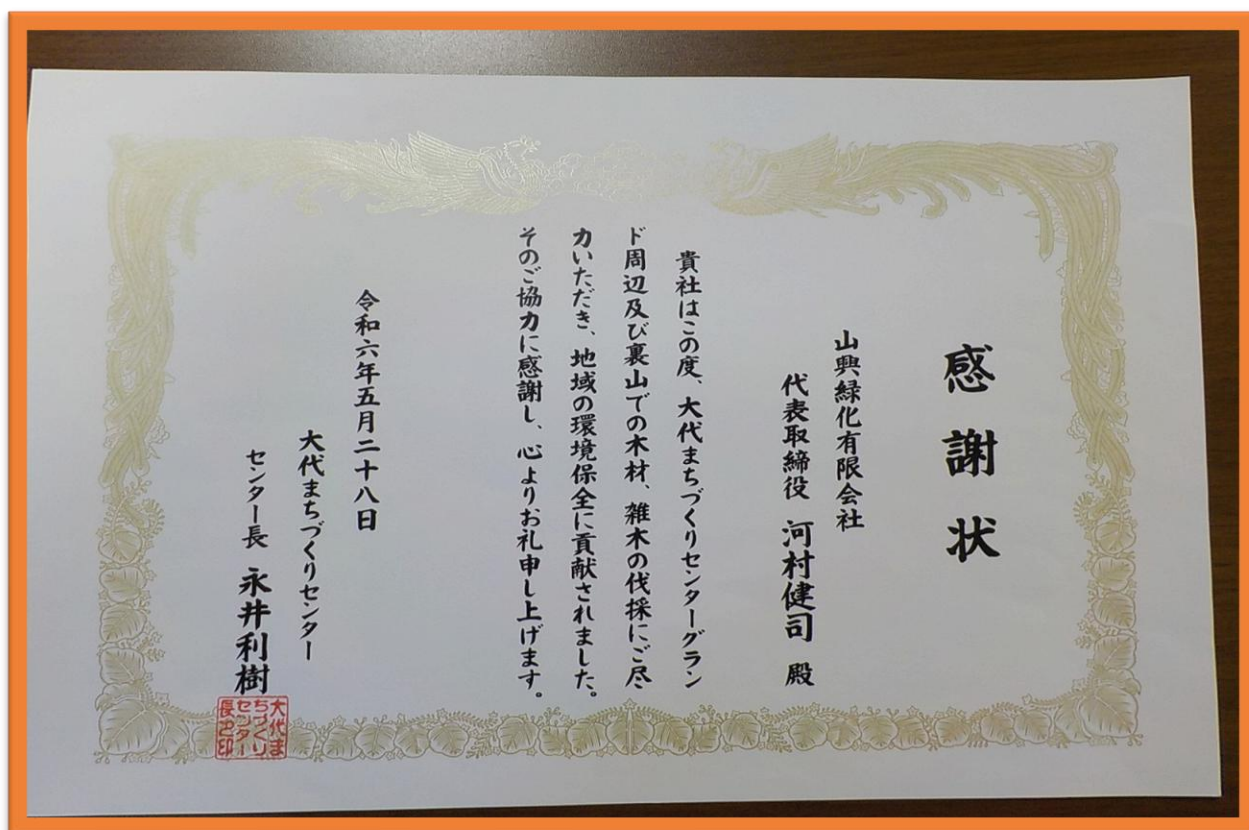 感謝状
山興緑化有限会社
代表取締役 河村健司 殿
貴社はこの度、大代まちづくりセンターグラン
ド周辺及び裏山での木材、雑木の伐採にご尽
力いただき、地域の環境保全に貢献されました。
そのご協力に感謝し、心よりお礼申し上げます。
令和六年五月二十八日
大代まちづくりセンター
センター長 永井利樹
大代ま
ちづくり
センター
長之印